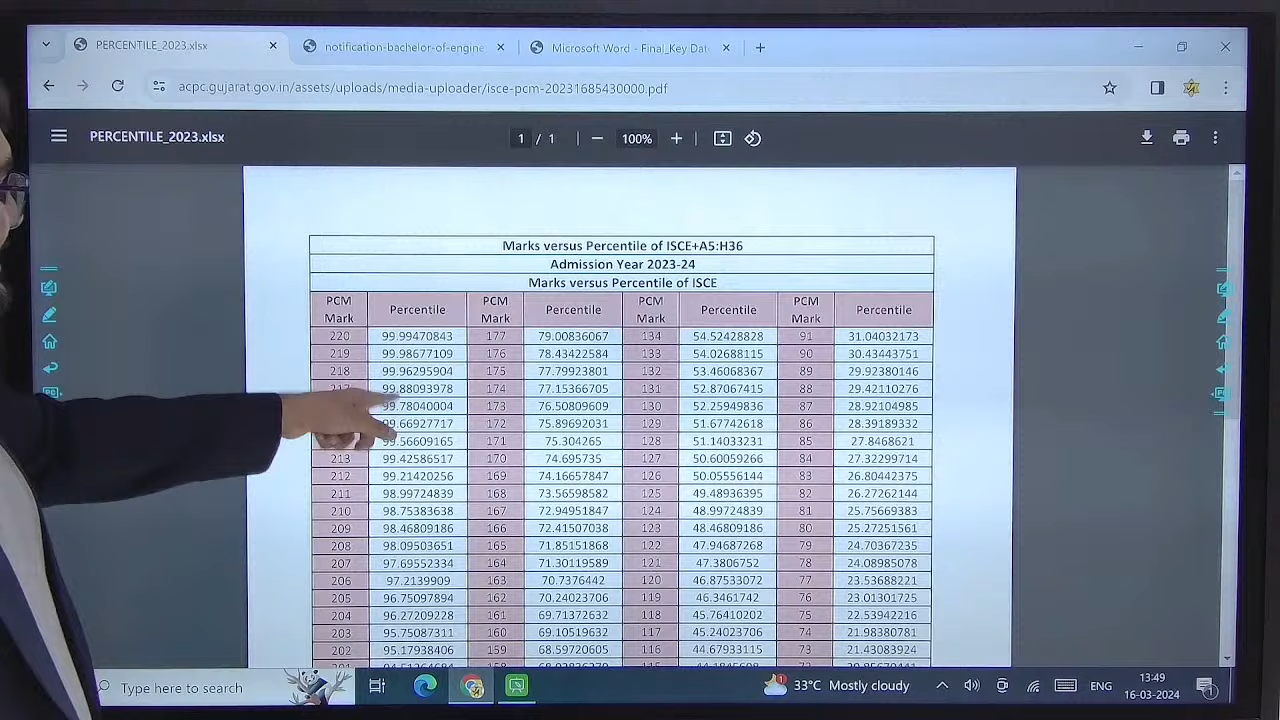 PERCENTILE_2023.xlsx
notification-bachelor-of-engine
Microsoft Word - Final_Key Dat
acpc.gujarat.gov.in/assets/uploads/media-uploader/isce-pcm-20231685430000.pdf
PERCENTILE_2023.xlsx
1 / 1
100%
Marks versus Percentile of ISCE+A5:H36
Admission Year 2023-24
Marks versus Percentile of ISCE
PCM Mark Percentile PCM Mark Percentile PCM Mark Percentile PCM Mark Percentile
220 99.99470843 177 79.00836067 134 54.52428828 91 31.04032173
219 99.98677109 176 78.43422584 133 54.02688115 90 30.43443751
218 99.96295904 175 77.79923801 132 53.46068367 89 29.92380146
99.88093978 174 77.15366705 131 52.87067415 88 29.42110276
99.78040004 173 76.50809609 130 52.25949836 87 28.92104985
99.66927717 172 75.89692031 129 51.67742618 86 28.39189332
99.56609165 171 75.304265 128 51.14033231 85 27.8468621
213 99.42586517 170 74.695735 127 50.60059266 84 27.32299714
212 99.21420256 169 74.16657847 126 50.05556144 83 26.80442375
211 98.99724839 168 73.56598582 125 49.48936395 82 26.27262144
210 98.75383638 167 72.94951847 124 48.99724839 81 25.75669383
209 98.46809186 166 72.41507038 123 48.46809186 80 25.27251561
208 98.09503651 165 71.85151868 122 47.94687268 79 24.70367235
207 97.69552334 164 71.30119589 121 47.3806752 78 24.08985078
206 97.2139909 163 70.7376442 120 46.87533072 77 23.53688221
205 96.75097894 162 70.24023706 119 46.3461742 76 23.01301725
204 96.27209228 161 69.71372632 118 45.76410202 75 22.53942216
203 95.75087311 160 69.10519632 117 45.24023706 74 21.98380781
202 95.17938406 159 68.59720605 116 44.67933115 73 21.43083924
Type here to search
33°C Mostly cloudy
ENG
13:49
16-03-2024